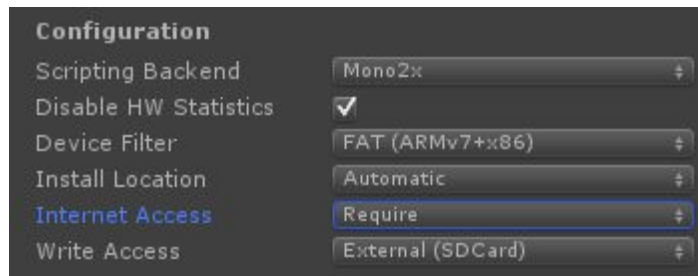 Configuration
Scripting Backend Mono2x
Disable HW Statistics
Device Filter FAT (ARMv7+x86)
Install Location Automatic
Internet Access Require
Write Access External (SDCard)